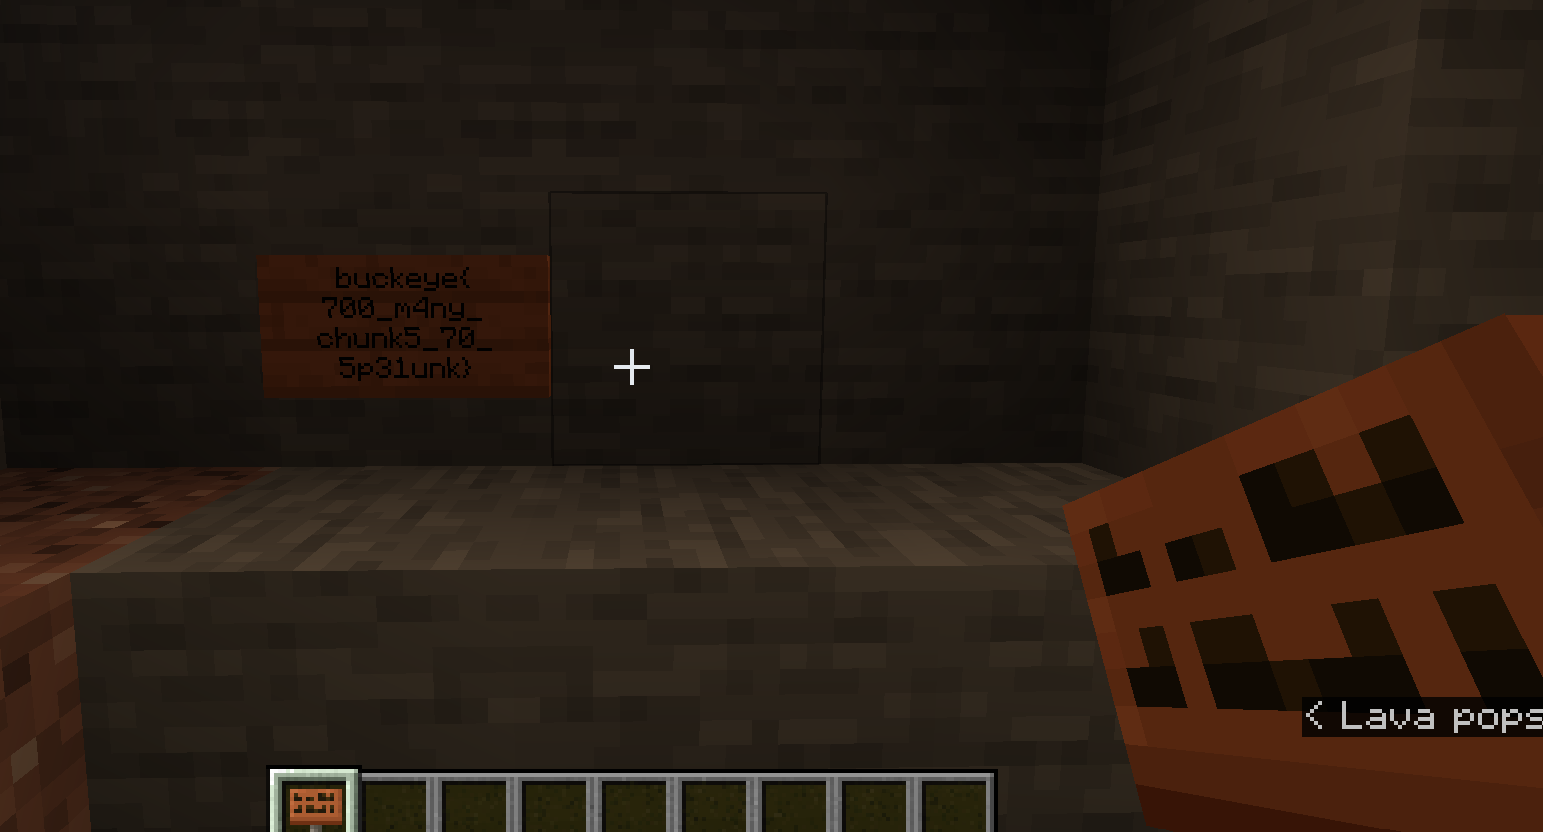 buckeye{
700_m4ny_
chunk5_70_
5p31unk}
< Lava pops